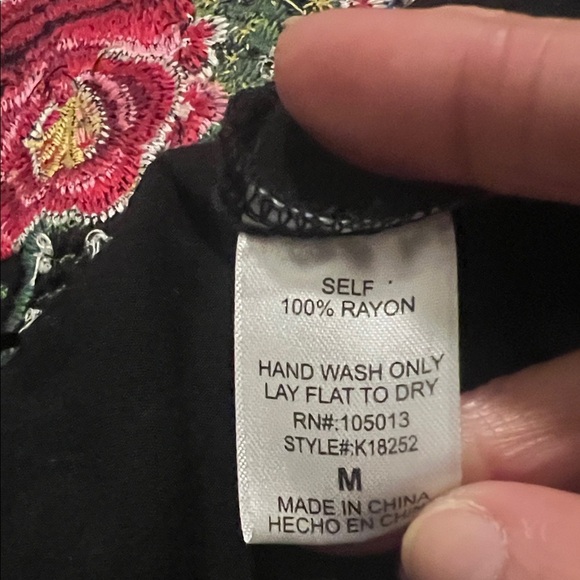 SELF
100% RAYON
HAND WASH ONLY
LAY FLAT TO DRY
RN#:105013
STYLE#:K18252
M
MADE IN CHINA
HECHO EN